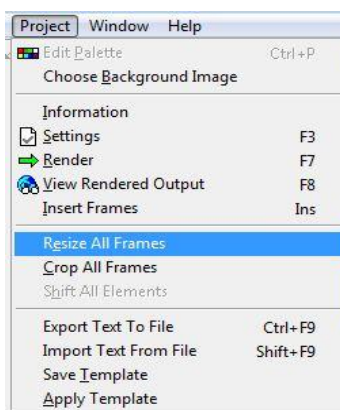 Project Window Help
Edit Palette Ctrl+P
Choose Background Image
Information
Settings F3
Render F7
View Rendered Output F8
Insert Frames Ins
Resize All Frames
Crop All Frames
Shift All Elements
Export Text To File Ctrl+F9
Import Text From File Shift+F9
Save Template
Apply Template